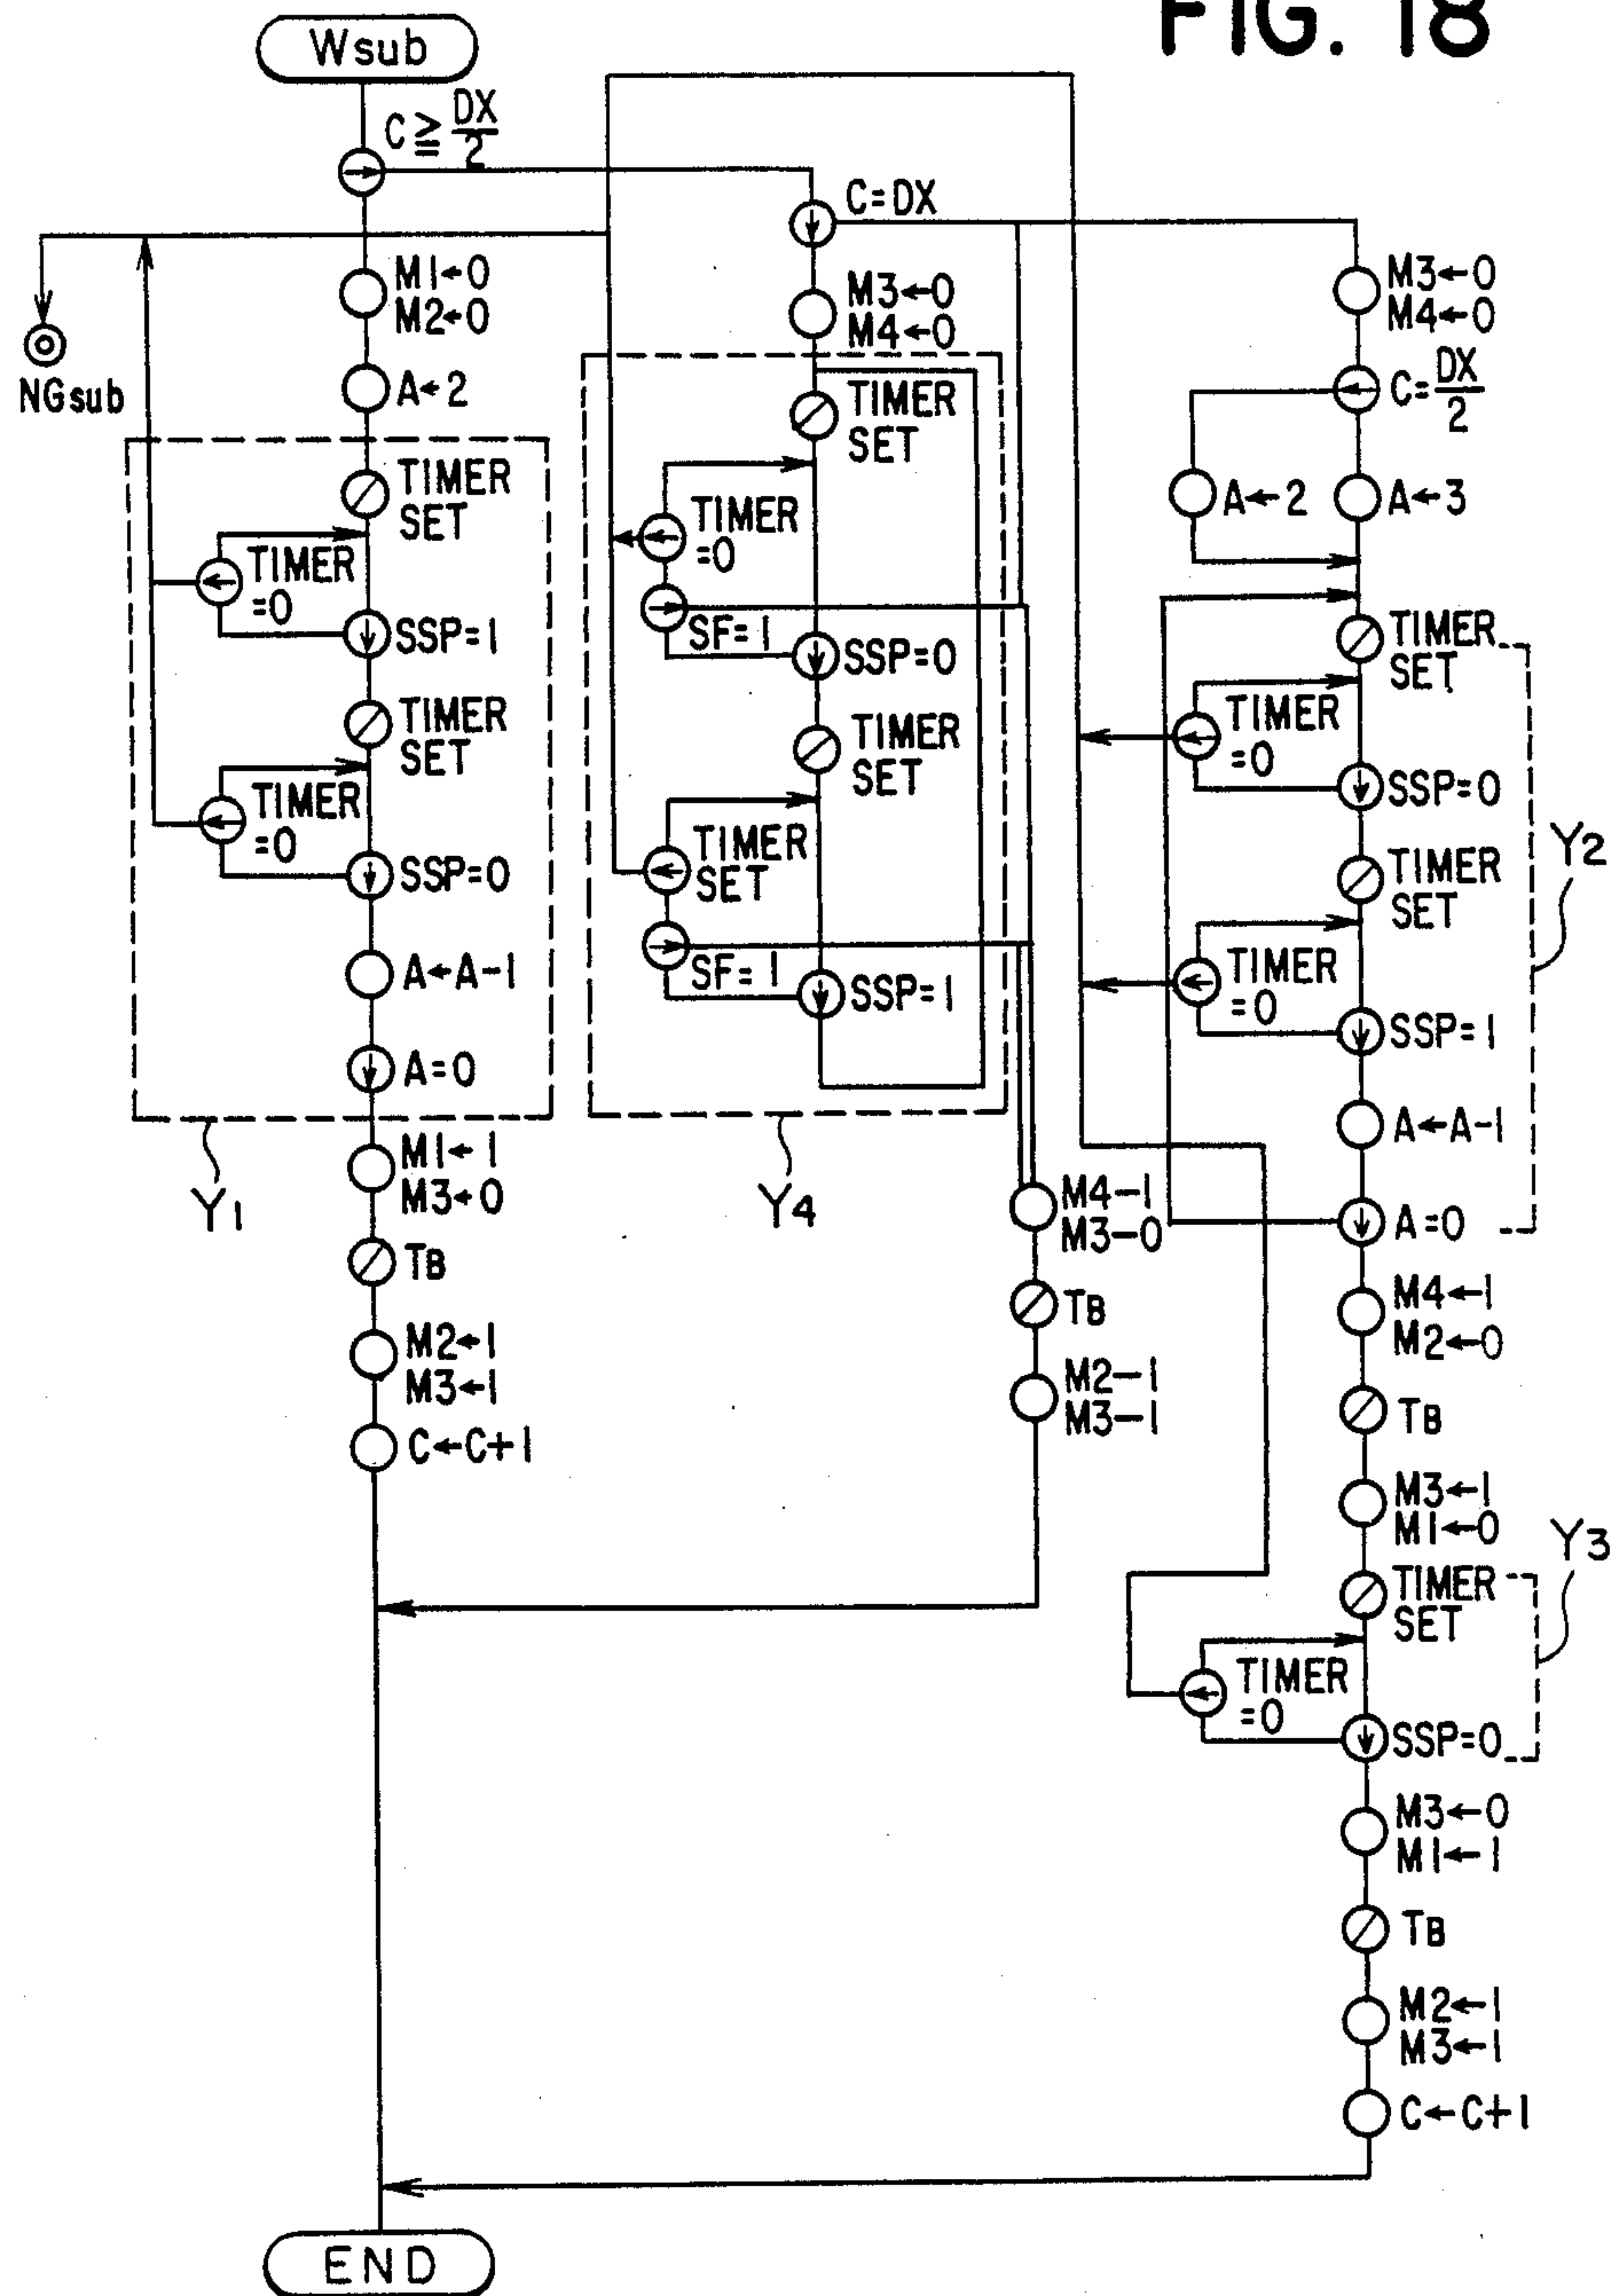 FIG. 18
Wsub
C ≧ DX/2
NGsub
M1←0
M2←0
A←2
TIMER
SET
TIMER
=0
SSP=1
TIMER
SET
TIMER
=0
SSP=0
A←A-1
A=0
Y1
M1←1
M3←0
TB
M2←1
M3←1
C←C+1
C=DX
M3←0
M4←0
TIMER
SET
TIMER
=0
SF=1
SSP=0
TIMER
SET
TIMER
SET
SF=1
SSP=1
Y4
M4-1
M3-0
TB
M2-1
M3-1
M3←0
M4←0
C=DX/2
A←2
A←3
TIMER
SET
TIMER
=0
SSP=0
TIMER
SET
TIMER
=0
SSP=1
A←A-1
A=0
Y2
M4←1
M2←0
TB
M3←1
M1←0
TIMER
SET
TIMER
=0
SSP=0
Y3
M3←0
M1←1
TB
M2←1
M3←1
C←C+1
END